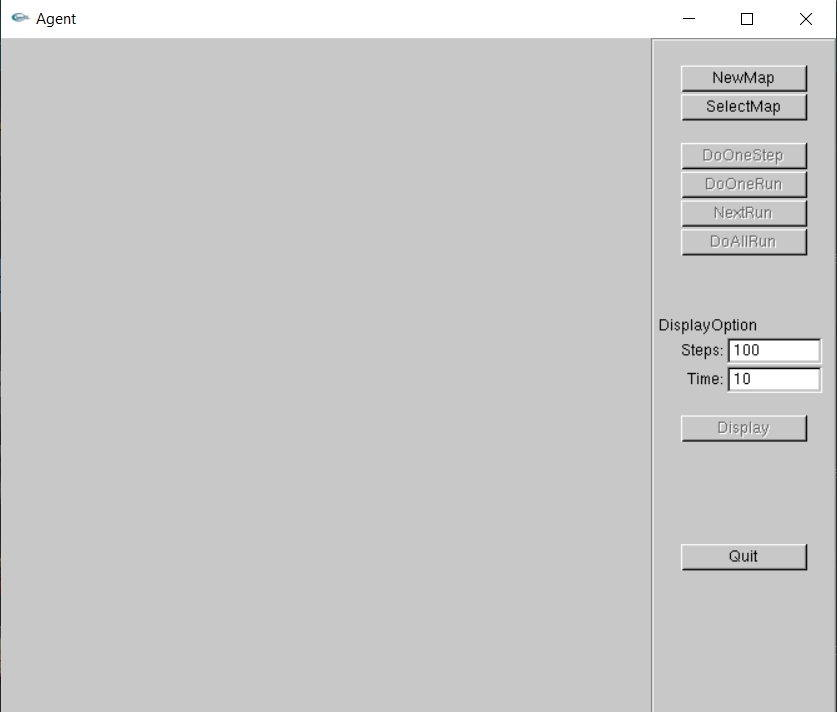 Agent
NewMap
SelectMap
DoOneStep
DoOneRun
NextRun
DoAllRun
DisplayOption
Steps: 100
Time: 10
Display
Quit